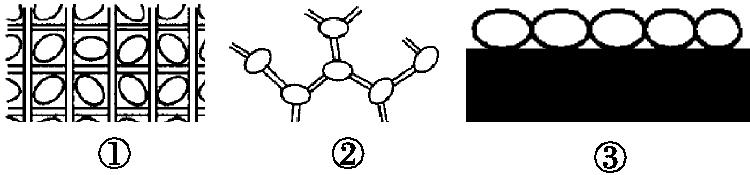 ① ② ③